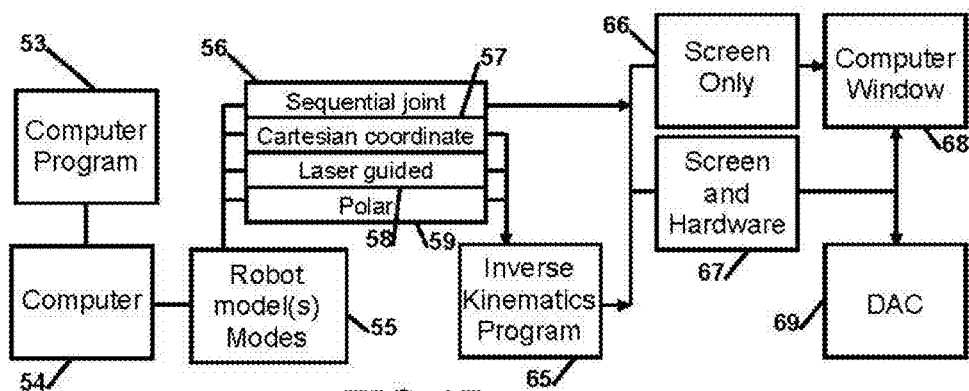 53
Computer
Program
Computer
54
Robot
model(s)
Modes
55
56
57
Sequential joint
Cartesian coordinate
Laser guided
Polar
58
59
Inverse
Kinematics
Program
65
66
Screen
Only
Computer
Window
68
Screen
and
Hardware
67
DAC
69